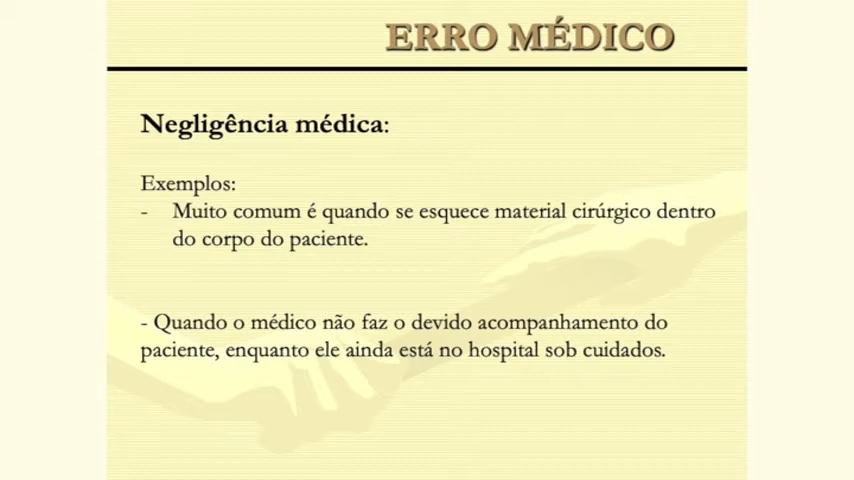 ERRO MÉDICO
Negligência médica:
Exemplos:
- Muito comum é quando se esquece material cirúrgico dentro
do corpo do paciente.
- Quando o médico não faz o devido acompanhamento do
paciente, enquanto ele ainda está no hospital sob cuidados.